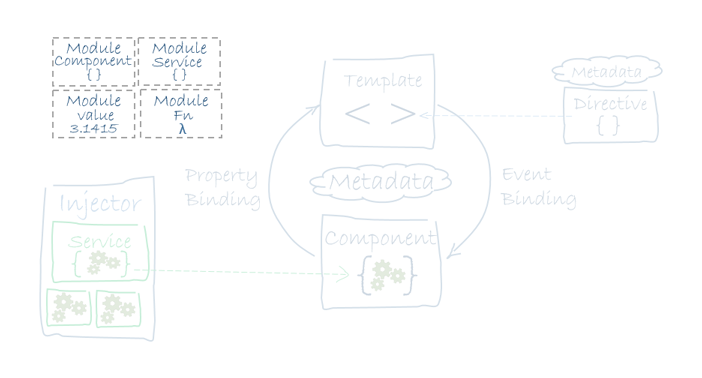 Module
Component
{ }
Module
Service
{ }
Module
value
3.1415
Module
Fn
λ
Template
< >
Metadata
Directive
{ }
Property
Binding
Metadata
Event
Binding
Injector
Service
{ }
Component
{ }